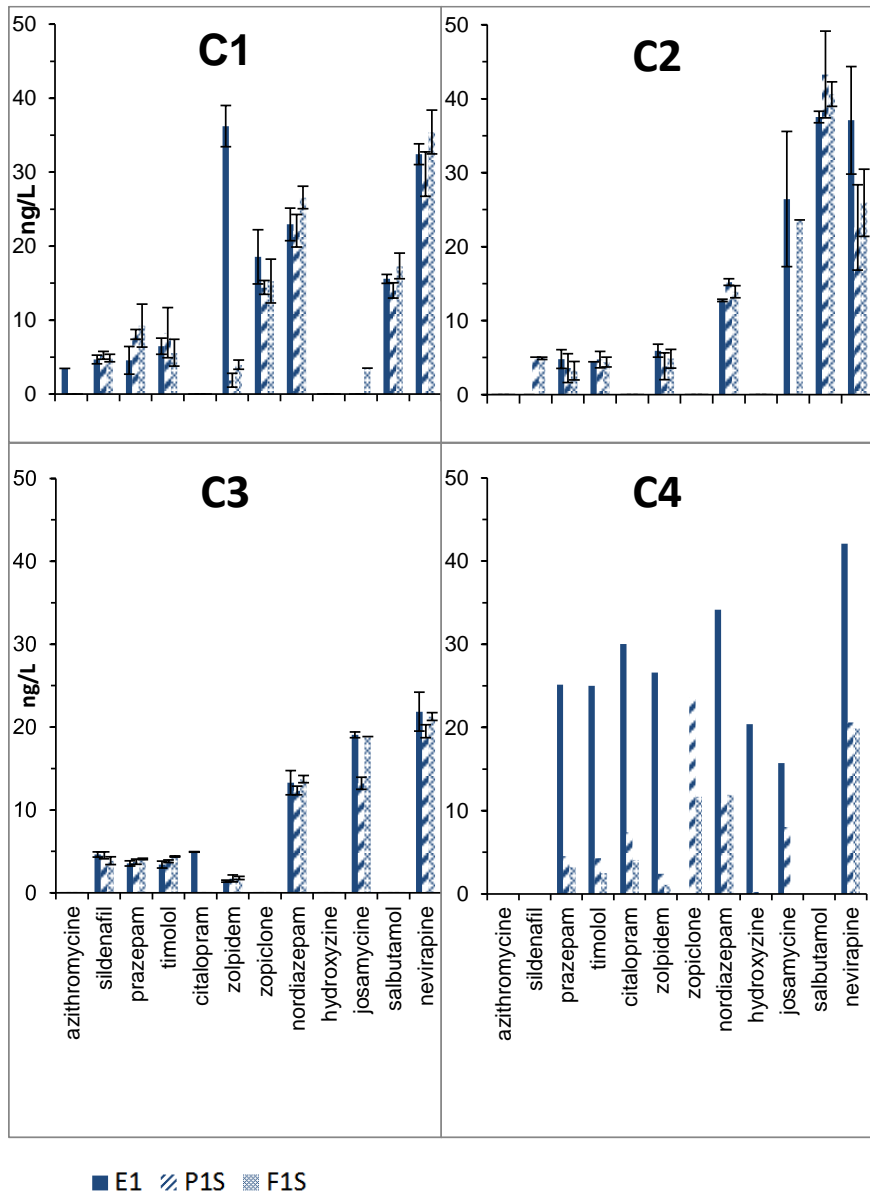 C1
50
40
30
20
10
0
ng/L
C2
50
40
30
20
10
0
C3
50
40
30
20
10
0
ng/L
azithromycine
sildenafil
prazepam
timolol
citalopram
zolpidem
zopiclone
nordiazepam
hydroxyzine
josamycine
salbutamol
nevirapine
C4
50
40
30
20
10
0
azithromycine
sildenafil
prazepam
timolol
citalopram
zolpidem
zopiclone
nordiazepam
hydroxyzine
josamycine
salbutamol
nevirapine
E1 P1S F1S